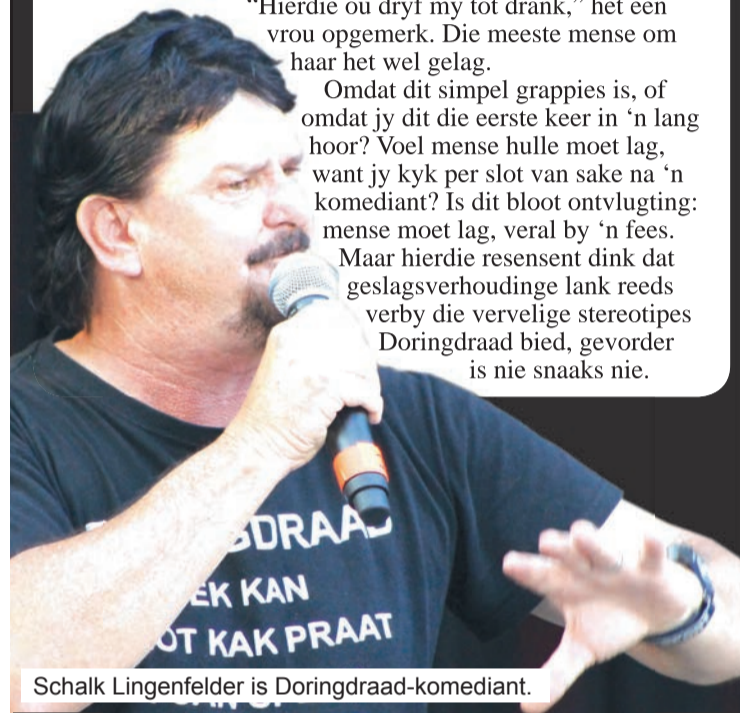 “Hierdie ou dryf my tot drank,” het een
vrou opgemerk. Die meeste mense om
haar het wel gelag.
Omdat dit simpel grappies is, of
omdat jy dit die eerste keer in ‘n lang
hoor? Voel mense hulle moet lag,
want jy kyk per slot van sake na ‘n
komediant? Is dit bloot ontvlugting:
mense moet lag, veral by ‘n fees.
Maar hierdie resensent dink dat
geslagsverhoudinge lank reeds
verby die vervelige stereotipes
Doringdraad bied, gevorder
is nie snaaks nie.
GDRAAD
EK KAN
OT KAK PRAAT
Schalk Lingenfelder is Doringdraad-komediant.